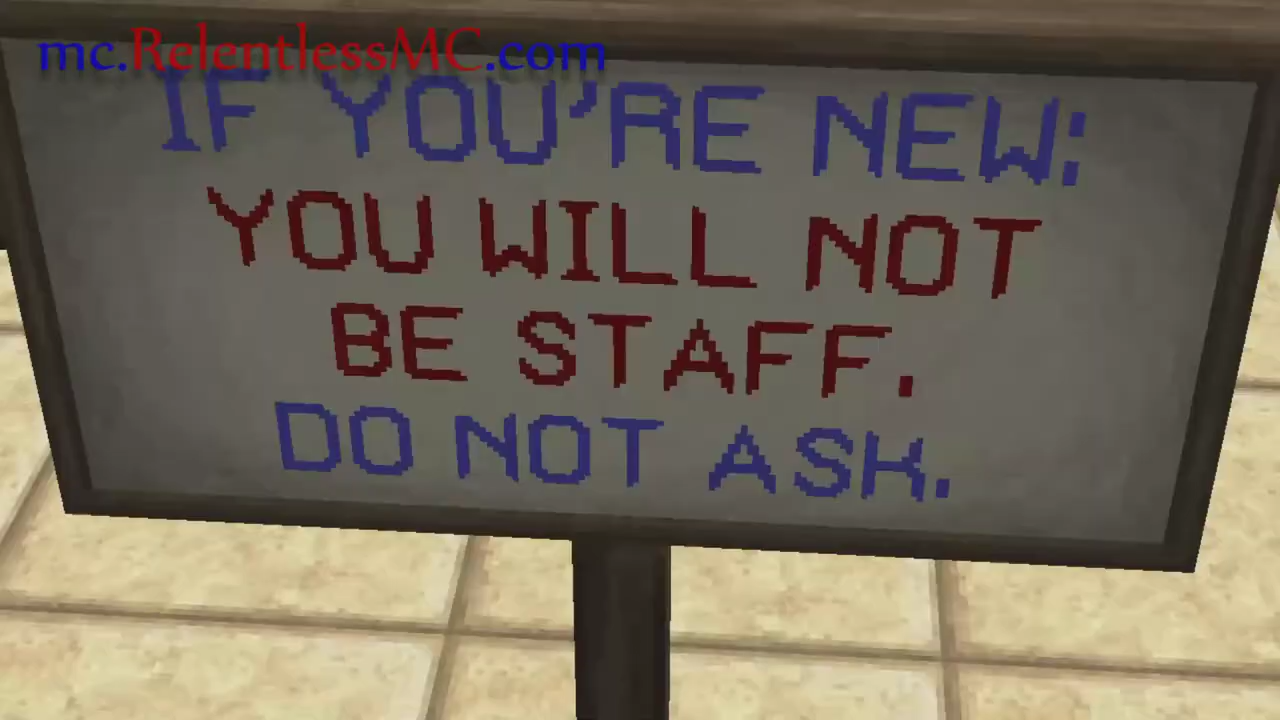 mc.RelentlessMC.com
IF YOU'RE NEW:
YOU WILL NOT
BE STAFF.
DO NOT ASK.